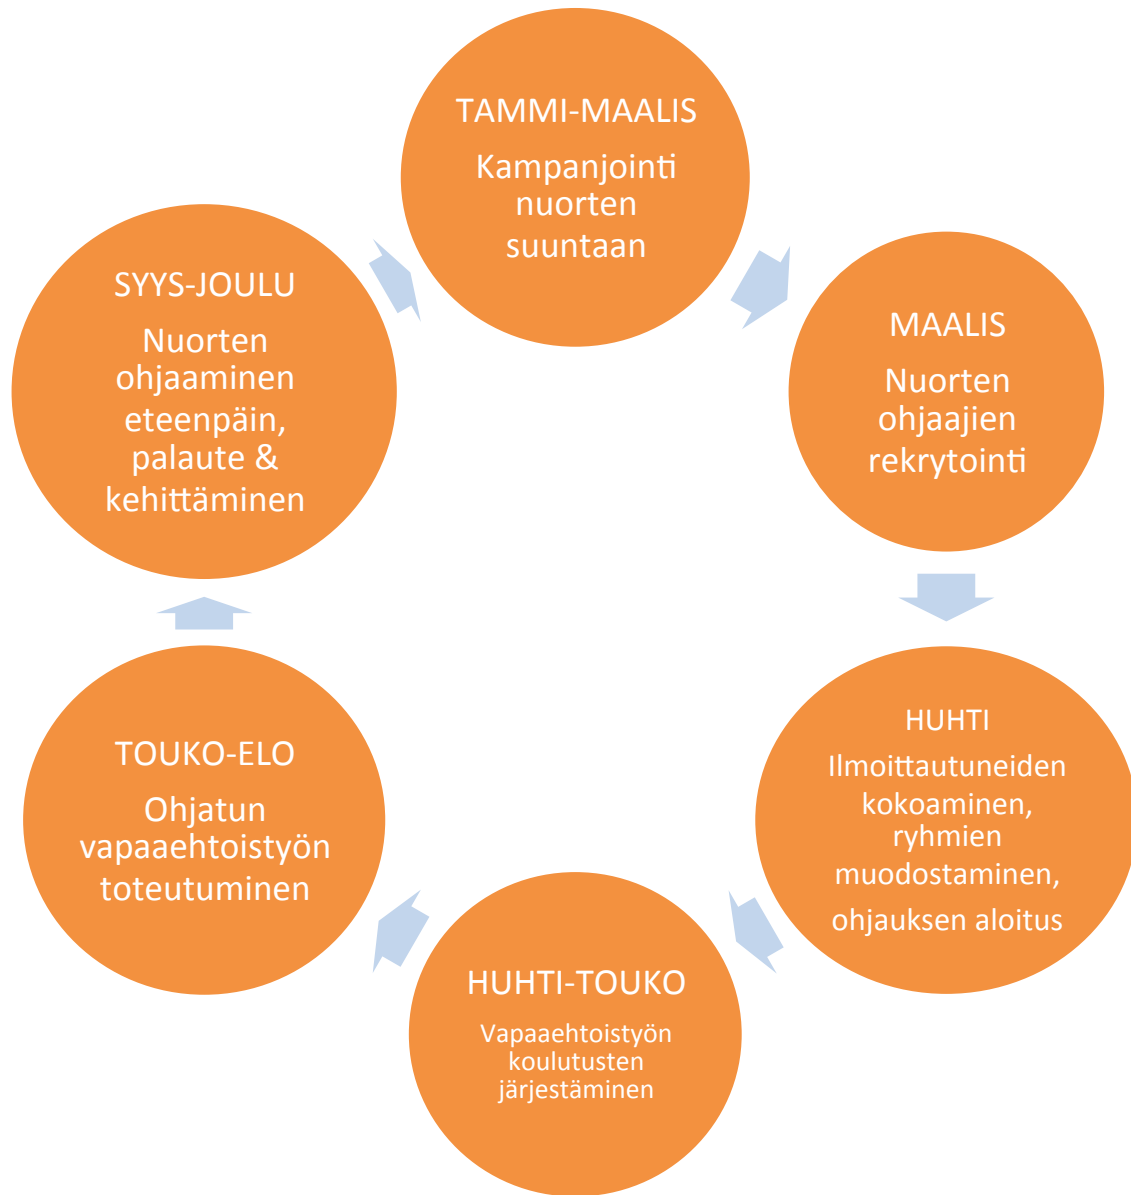 TAMMI-MAALIS
Kampanjointi
nuorten
suuntaan
MAALIS
Nuorten
ohjaajien
rekrytointi
HUHTI
Ilmoittautuneiden
kokoaminen,
ryhmien
muodostaminen,
ohjauksen aloitus
HUHTI-TOUKO
Vapaaehtoistyön
koulutusten
järjestäminen
TOUKO-ELO
Ohjatun
vapaaehtoistyön
toteutuminen
SYYS-JOULU
Nuorten
ohjaaminen
eteenpäin,
palaute &
kehittäminen